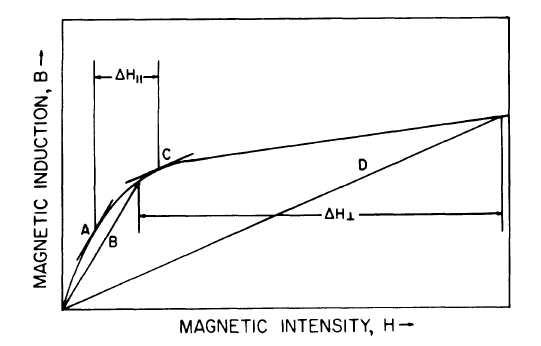 ΔH∥
C
A
B
D
ΔH⊥
MAGNETIC INDUCTION, B→
MAGNETIC INTENSITY, H→